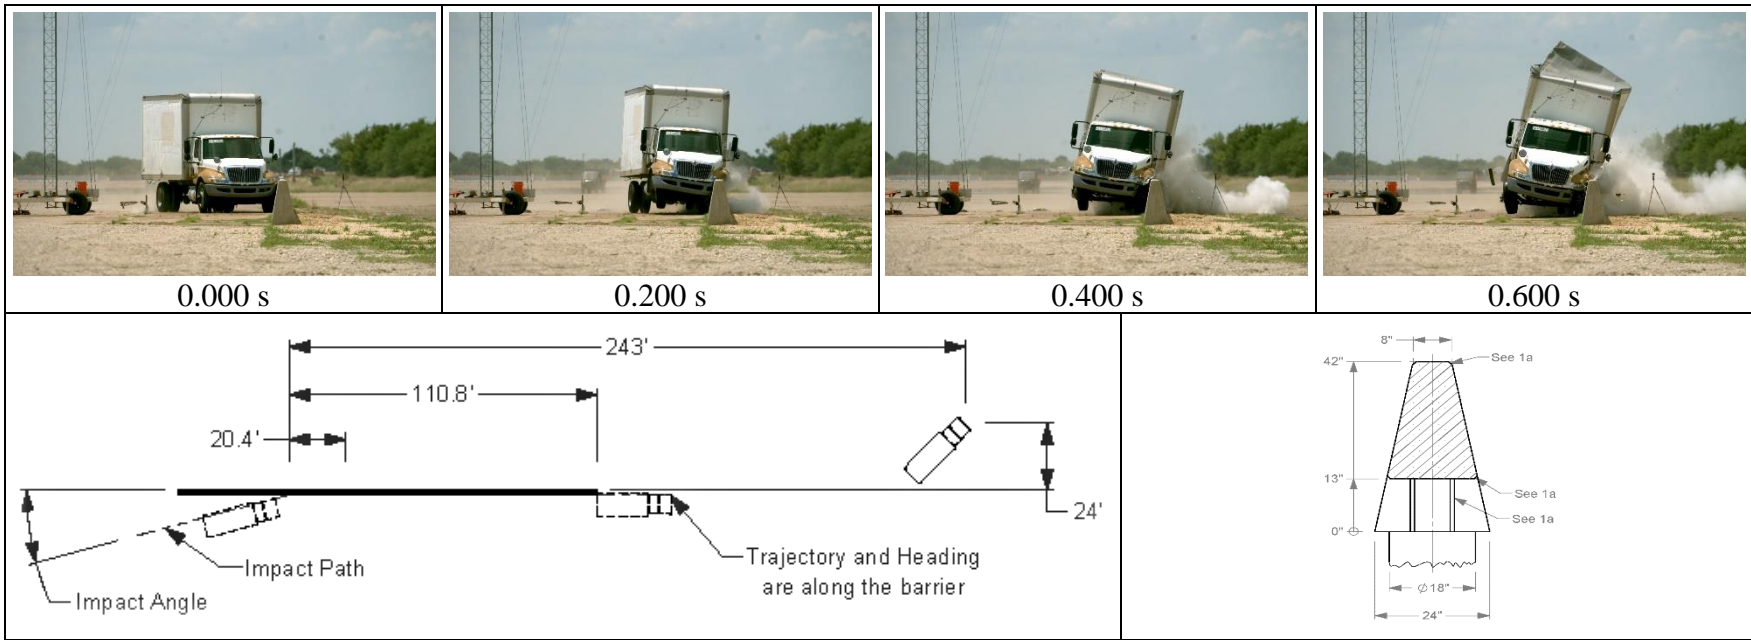 0.000 s
0.200 s
0.400 s
0.600 s
243'
110.8'
20.4'
24'
Trajectory and Heading
are along the barrier
Impact Path
Impact Angle
8"
See 1a
42"
13"
See 1a
See 1a
0"
Ø18"
24"